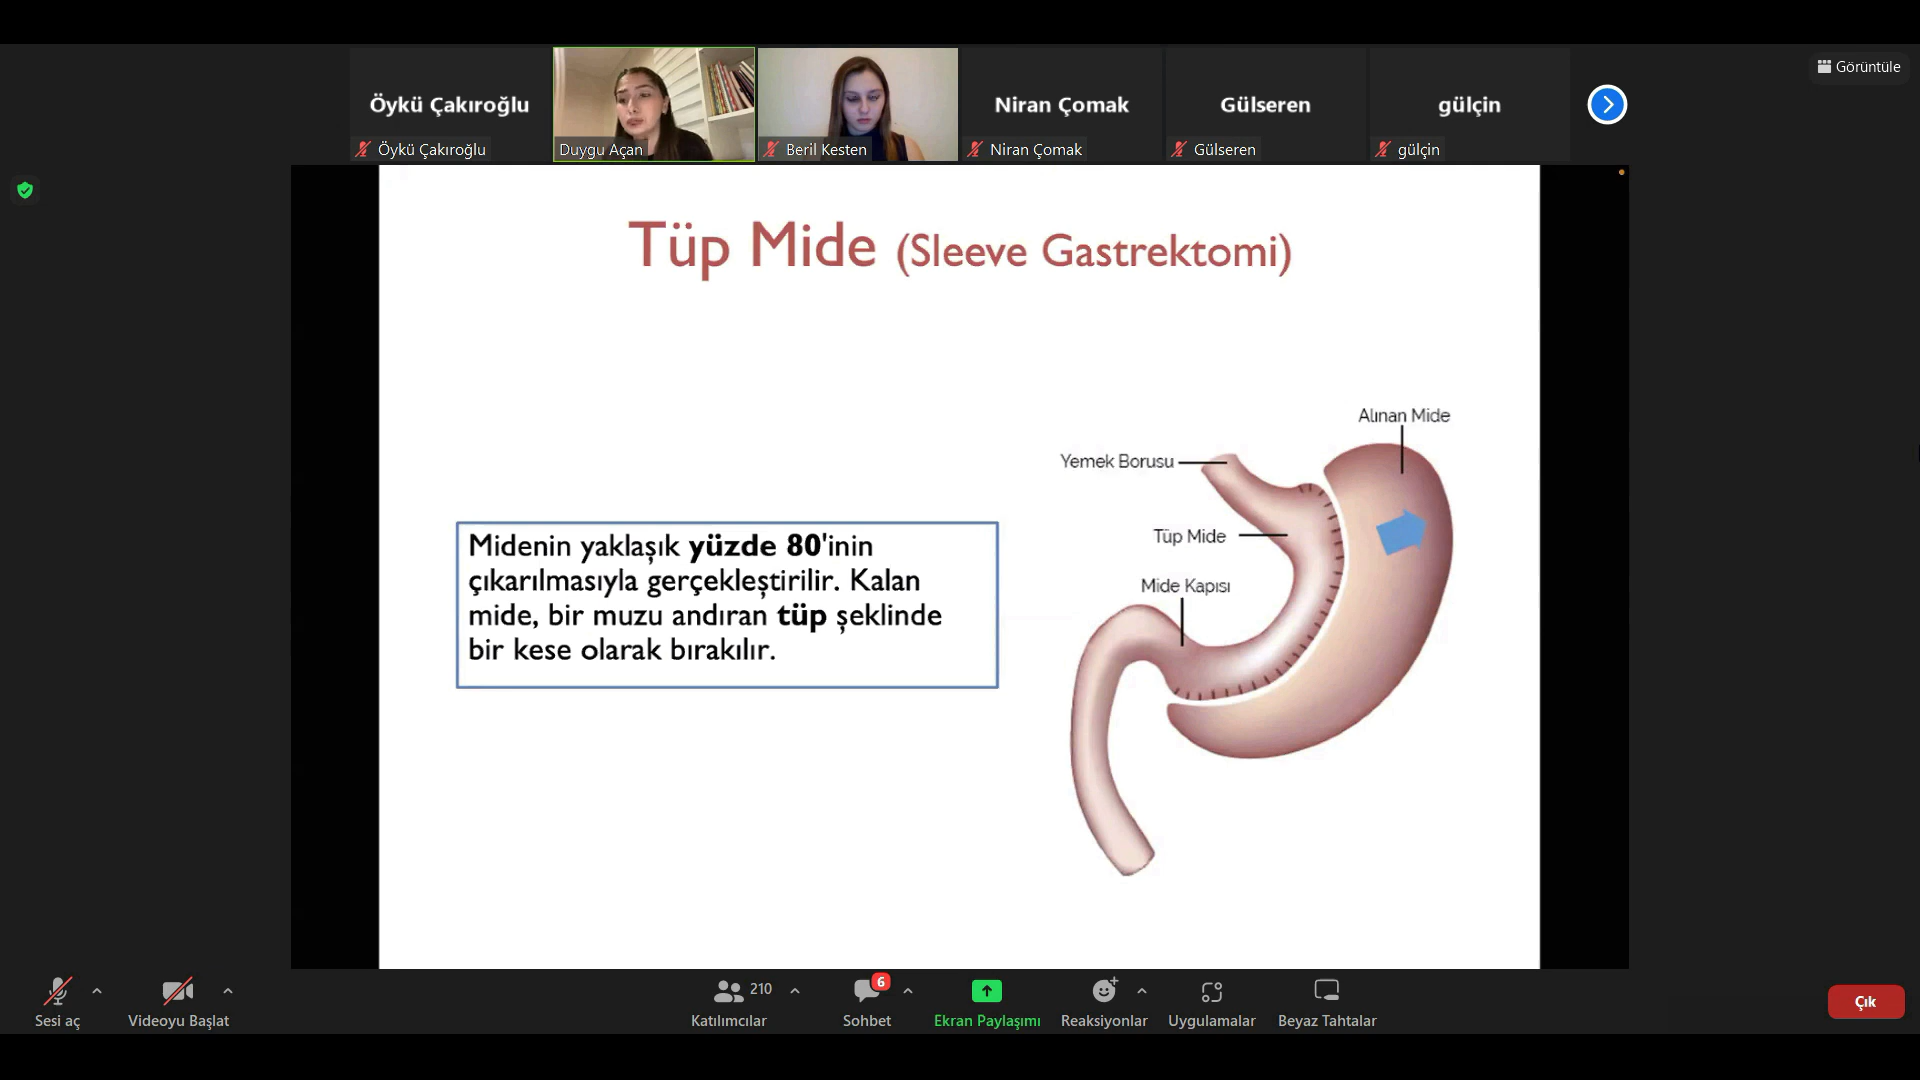 Görüntüle
Öykü Çakıroğlu
Niran Çomak
Gülseren
gülçin
Öykü Çakıroğlu
Duygu Açan
Beril Kesten
Niran Çomak
Gülseren
gülçin
Tüp Mide (Sleeve Gastrektomi)
Alınan Mide
Yemek Borusu
Tüp Mide
Mide Kapısı
Midenin yaklaşık yüzde 80'inin
çıkarılmasıyla gerçekleştirilir. Kalan
mide, bir muzu andıran tüp şeklinde
bir kese olarak bırakılır.
210
6
Sesi aç
Videoyu Başlat
Katılımcılar
Sohbet
Ekran Paylaşımı
Reaksiyonlar
Uygulamalar
Beyaz Tahtalar
Çık